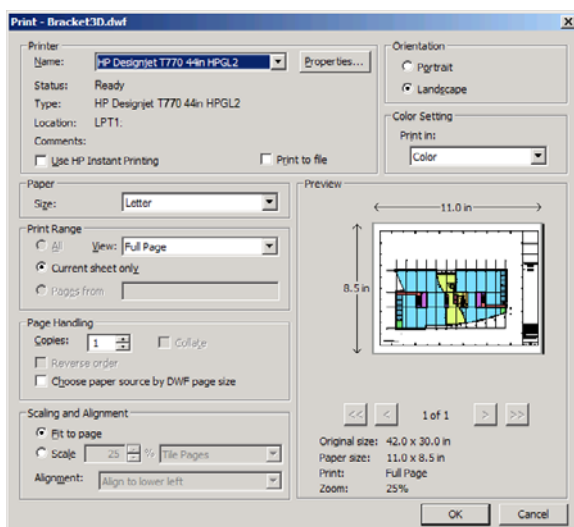 Print - Bracket3D.dwf
Printer
Name: HP Designjet T770 44in HPGL2 Properties...
Status: Ready
Type: HP Designjet T770 44in HPGL2
Location: LPT1:
Comments:
Use HP Instant Printing Print to file
Orientation
Portrait
Landscape
Color Setting
Print in:
Color
Paper
Size: Letter
Print Range
All View: Full Page
Current sheet only
Pages from
Page Handling
Copies: 1 Collate
Reverse order
Choose paper source by DWF page size
Scaling and Alignment
Fit to page
Scale 25 % Tile Pages
Alignment: Align to lower left
Preview
11.0 in
8.5 in
<< < 1 of 1 > >>
Original size: 42.0 x 30.0 in
Paper size: 11.0 x 8.5 in
Print: Full Page
Zoom: 25%
OK Cancel